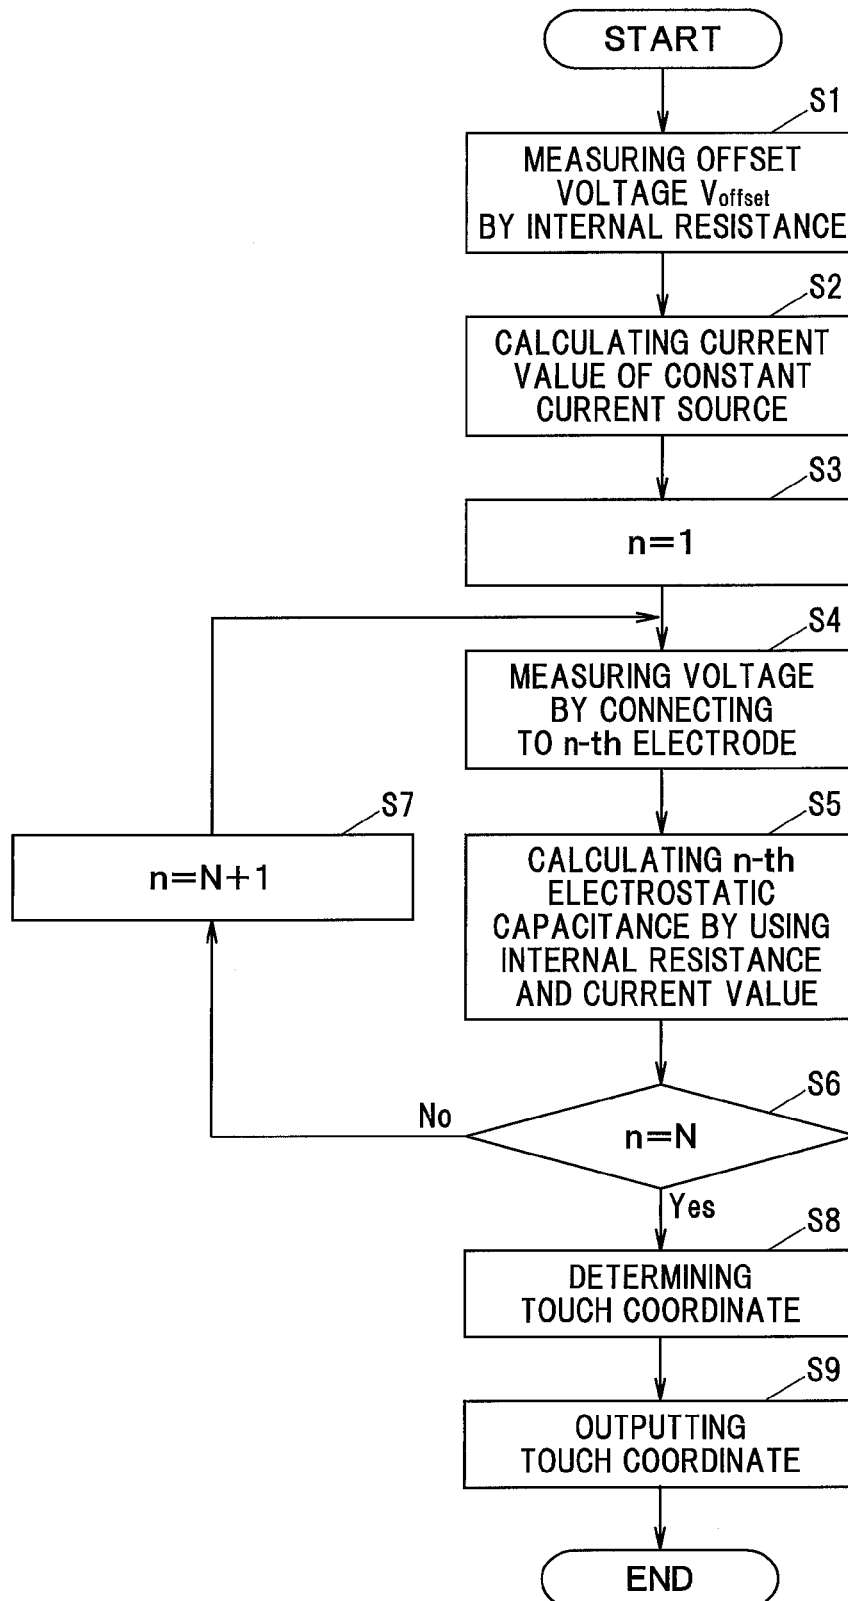 START
S1
MEASURING OFFSET
VOLTAGE Voffset
BY INTERNAL RESISTANCE
S2
CALCULATING CURRENT
VALUE OF CONSTANT
CURRENT SOURCE
S3
n=1
S4
MEASURING VOLTAGE
BY CONNECTING
TO n-th ELECTRODE
S7
n=N+1
S5
CALCULATING n-th
ELECTROSTATIC
CAPACITANCE BY USING
INTERNAL RESISTANCE
AND CURRENT VALUE
S6
No
n=N
Yes
S8
DETERMINING
TOUCH COORDINATE
S9
OUTPUTTING
TOUCH COORDINATE
END